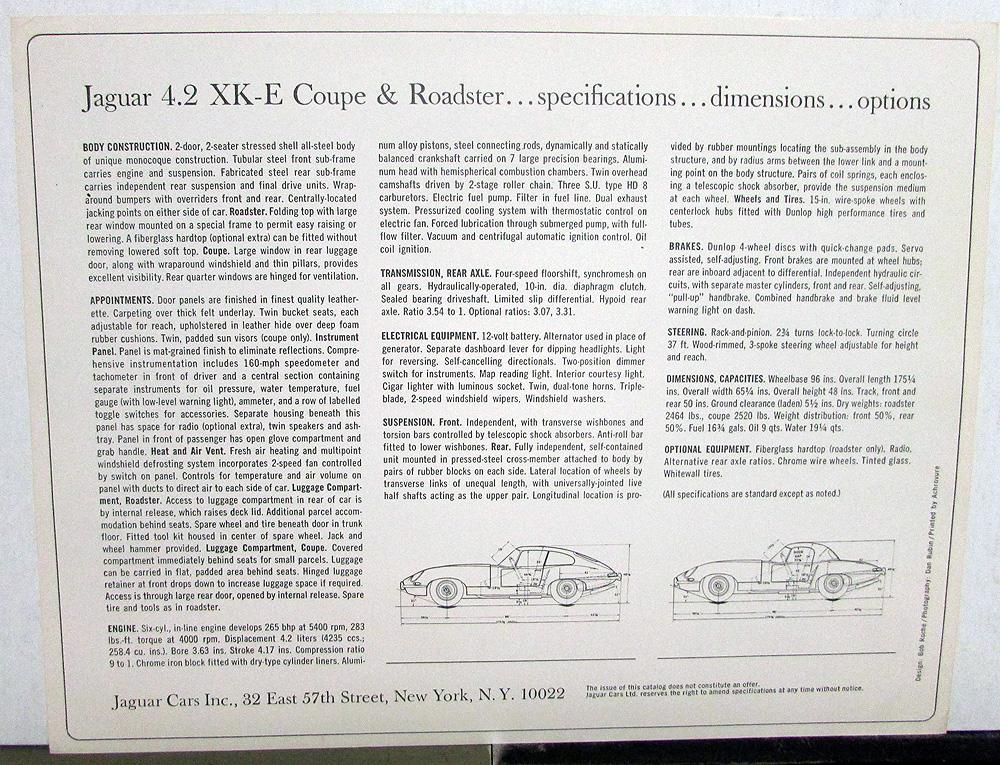 Jaguar 4.2 XK-E Coupe & Roadster...specifications...dimensions...options
BODY CONSTRUCTION. 2-door, 2-seater stressed shell all-steel body
of unique monocoque construction. Tubular steel front sub-frame
carries engine and suspension. Fabricated steel rear sub-frame
carries independent rear suspension and final drive units. Wrap-
around bumpers with overriders front and rear. Centrally-located
jacking points on either side of car. Roadster. Folding top with large
rear window mounted on a special frame to permit easy raising or
lowering. A fiberglass hardtop (optional extra) can be fitted without
removing lowered soft top. Coupe. Large window in rear luggage
door, along with wraparound windshield and thin pillars, provides
excellent visibility. Rear quarter windows are hinged for ventilation.
APPOINTMENTS. Door panels are finished in finest quality leather-
ette. Carpeting over thick felt underlay. Twin bucket seats, each
adjustable for reach, upholstered in leather hide over deep foam
rubber cushions. Twin, padded sun visors (coupe only). Instrument
Panel. Panel is mat-grained finish to eliminate reflections. Compre-
hensive instrumentation includes 160-mph speedometer and
tachometer in front of driver and a central section containing
separate instruments for oil pressure, water temperature, fuel
gauge (with low-level warning light), ammeter, and a row of labelled
toggle switches for accessories. Separate housing beneath this
panel has space for radio (optional extra), twin speakers and ash-
tray. Panel in front of passenger has open glove compartment and
grab handle. Heat and Air Vent. Fresh air heating and multipoint
windshield defrosting system incorporates 2-speed fan controlled
by switch on panel. Controls for temperature and air volume on
panel with ducts to direct air to each side of car. Luggage Compart-
ment, Roadster. Access to luggage compartment in rear of car is
by internal release, which raises deck lid. Additional parcel accom-
modation behind seats. Spare wheel and tire beneath door in trunk
floor. Fitted tool kit housed in center of spare wheel. Jack and
wheel hammer provided. Luggage Compartment, Coupe. Covered
compartment immediately behind seats for small parcels. Luggage
can be carried in flat, padded area behind seats. Hinged luggage
retainer at front drops down to increase luggage space if required.
Access is through large rear door, opened by internal release. Spare
tire and tools as in roadster.
ENGINE. Six-cyl., in-line engine develops 265 bhp at 5400 rpm, 283
lbs.-ft. torque at 4000 rpm. Displacement 4.2 liters (4235 ccs.;
258.4 cu. ins.). Bore 3.63 ins. Stroke 4.17 ins. Compression ratio
9 to 1. Chrome iron block fitted with dry-type cylinder liners. Alumi-
num alloy pistons, steel connecting rods, dynamically and statically
balanced crankshaft carried on 7 large precision bearings. Alumi-
num head with hemispherical combustion chambers. Twin overhead
camshafts driven by 2-stage roller chain. Three S.U. type HD 8
carburetors. Electric fuel pump. Filter in fuel line. Dual exhaust
system. Pressurized cooling system with thermostatic control on
electric fan. Forced lubrication through submerged pump, with full-
flow filter. Vacuum and centrifugal automatic ignition control. Oil
coil ignition.
TRANSMISSION, REAR AXLE. Four-speed floorshift, synchromesh on
all gears. Hydraulically-operated, 10-in. dia. diaphragm clutch.
Sealed bearing driveshaft. Limited slip differential. Hypoid rear
axle. Ratio 3.54 to 1. Optional ratios: 3.07, 3.31.
ELECTRICAL EQUIPMENT. 12-volt battery. Alternator used in place of
generator. Separate dashboard lever for dipping headlights. Light
for reversing. Self-cancelling directionals. Two-position dimmer
switch for instruments. Map reading light. Interior courtesy light.
Cigar lighter with luminous socket. Twin, dual-tone horns. Triple-
blade, 2-speed windshield wipers. Windshield washers.
SUSPENSION. Front. Independent, with transverse wishbones and
torsion bars controlled by telescopic shock absorbers. Anti-roll bar
fitted to lower wishbones. Rear. Fully independent, self-contained
unit mounted in pressed-steel cross-member attached to body by
pairs of rubber blocks on each side. Lateral location of wheels by
transverse links of unequal length, with universally-jointed live
half shafts acting as the upper pair. Longitudinal location is pro-
vided by rubber mountings locating the sub-assembly in the body
structure, and by radius arms between the lower link and a mount-
ing point on the body structure. Pairs of coil springs, each enclos-
ing a telescopic shock absorber, provide the suspension medium
at each wheel. Wheels and Tires. 15-in. wire-spoke wheels with
centerlock hubs fitted with Dunlop high performance tires and
tubes.
BRAKES. Dunlop 4-wheel discs with quick-change pads. Servo
assisted, self-adjusting. Front brakes are mounted at wheel hubs;
rear are inboard adjacent to differential. Independent hydraulic cir-
cuits, with separate master cylinders, front and rear. Self-adjusting,
"pull-up" handbrake. Combined handbrake and brake fluid level
warning light on dash.
STEERING. Rack-and-pinion. 2¾ turns lock-to-lock. Turning circle
37 ft. Wood-rimmed, 3-spoke steering wheel adjustable for height
and reach.
DIMENSIONS, CAPACITIES. Wheelbase 96 ins. Overall length 175¼
ins. Overall width 65¼ ins. Overall height 48 ins. Track, front and
rear 50 ins. Ground clearance (laden) 5½ ins. Dry weights: roadster
2464 lbs., coupe 2520 lbs. Weight distribution: front 50%, rear
50%. Fuel 16¾ gals. Oil 9 qts. Water 19¼ qts.
OPTIONAL EQUIPMENT. Fiberglass hardtop (roadster only). Radio.
Alternative rear axle ratios. Chrome wire wheels. Tinted glass.
Whitewall tires.
(All specifications are standard except as noted.)
Design: Bob Roche/Photography: Dan Rubin/Printed by Achrovure
Jaguar Cars Inc., 32 East 57th Street, New York, N.Y. 10022
The issue of this catalog does not constitute an offer.
Jaguar Cars Ltd. reserves the right to amend specifications at any time without notice.